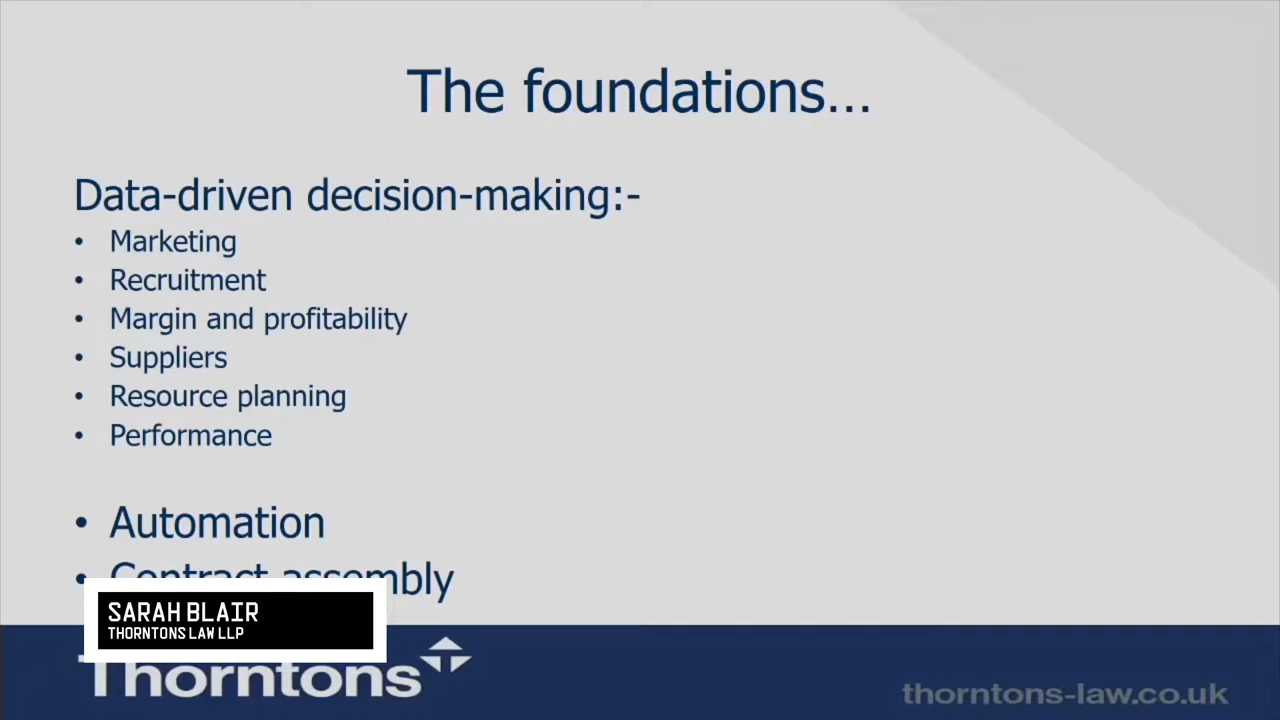 The foundations...
Data-driven decision-making:-
• Marketing
• Recruitment
• Margin and profitability
• Suppliers
• Resource planning
• Performance
• Automation
• Contract assembly
SARAH BLAIR
THORNTONS LAW LLP
Thorntons
thorntons-law.co.uk